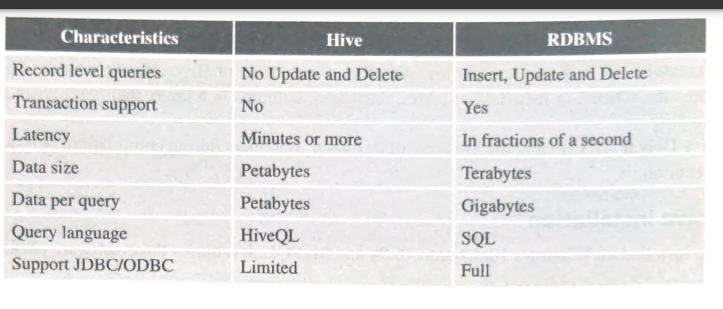 Characteristics Hive RDBMS
Record level queries No Update and Delete Insert, Update and Delete
Transaction support No Yes
Latency Minutes or more In fractions of a second
Data size Petabytes Terabytes
Data per query Petabytes Gigabytes
Query language HiveQL SQL
Support JDBC/ODBC Limited Full